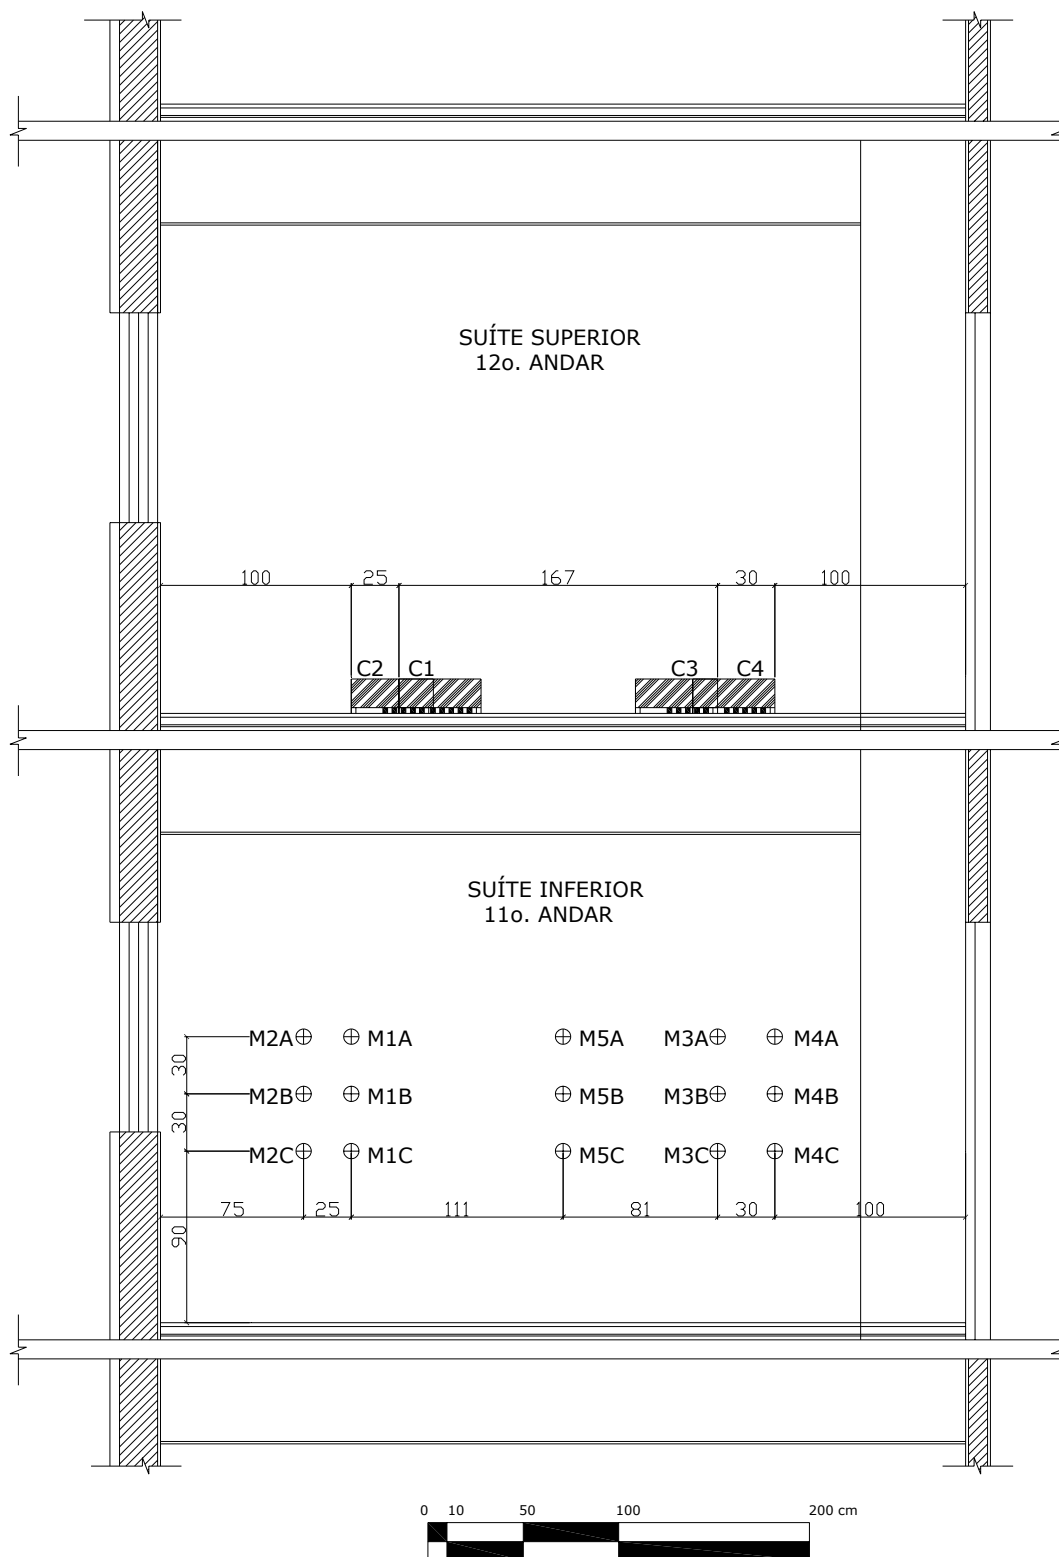 SUÍTE SUPERIOR
12o. ANDAR
100 25 167 30 100
C2 C1 C3 C4
SUÍTE INFERIOR
11o. ANDAR
M2A M1A M5A M3A M4A
30
M2B M1B M5B M3B M4B
30
M2C M1C M5C M3C M4C
75 25 111 81 30 100
90
0 10 50 100 200 cm